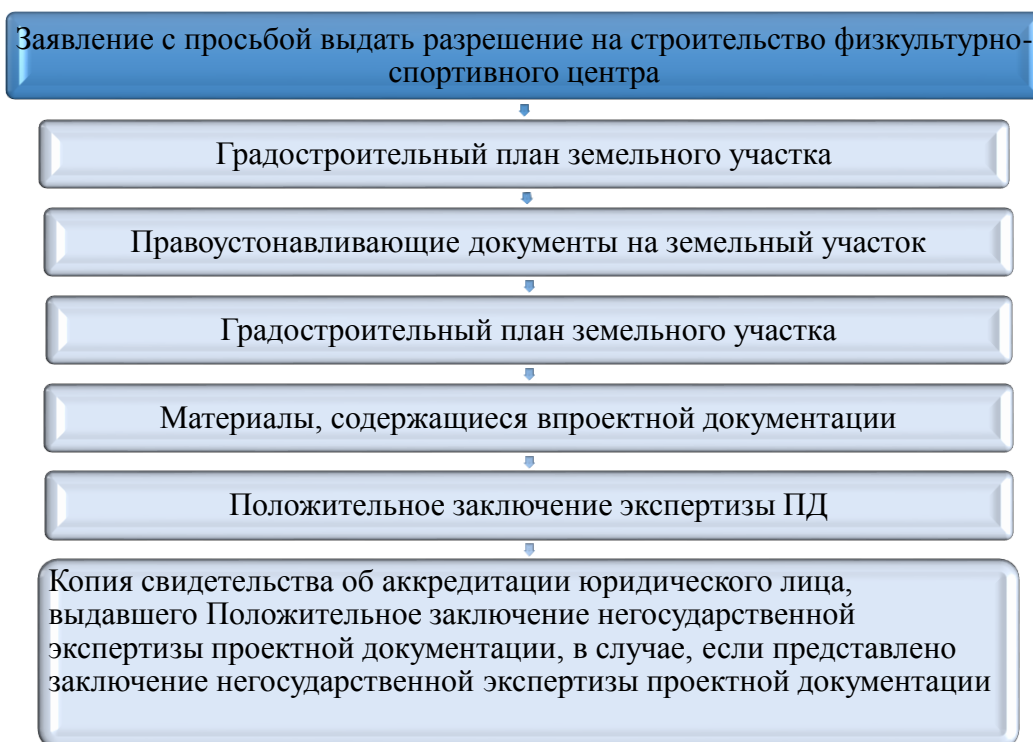 Заявление с просьбой выдать разрешение на строительство физкультурно-
спортивного центра
Градостроительный план земельного участка
Правоустонавливающие документы на земельный участок
Градостроительный план земельного участка
Материалы, содержащиеся впроектной документации
Положительное заключение экспертизы ПД
Копия свидетельства об аккредитации юридического лица,
выдавшего Положительное заключение негосударственной
экспертизы проектной документации, в случае, если представлено
заключение негосударственной экспертизы проектной документации